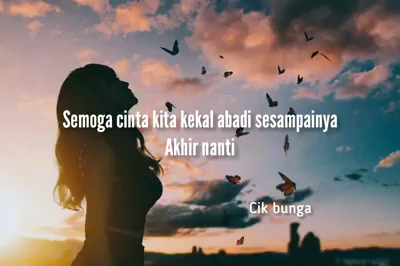 Semoga cinta kita kekal abadi sesampainya
Akhir nanti
Cik bunga